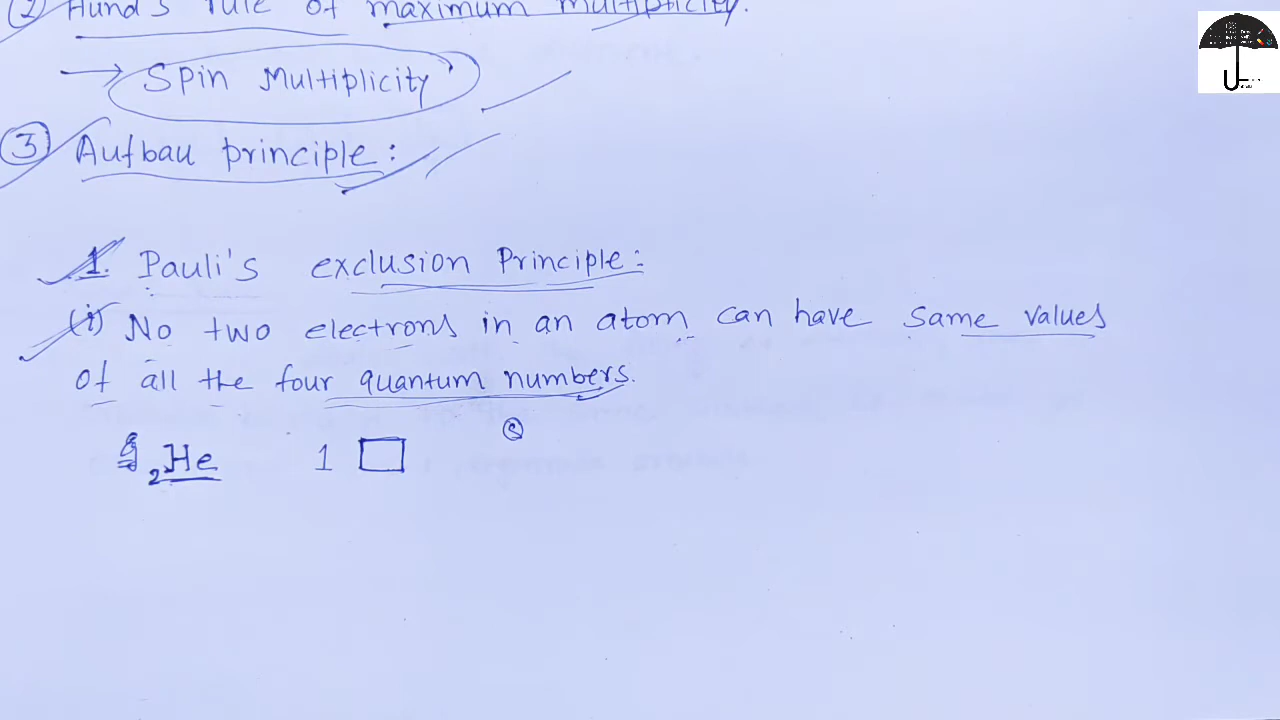 (2) Hund's rule of maximum multiplicity.
→ Spin Multiplicity
(3) Aufbau principle:
1. Pauli's exclusion Principle:
(i) No two electrons in an atom can have same values
of all the four quantum numbers.
2He 1